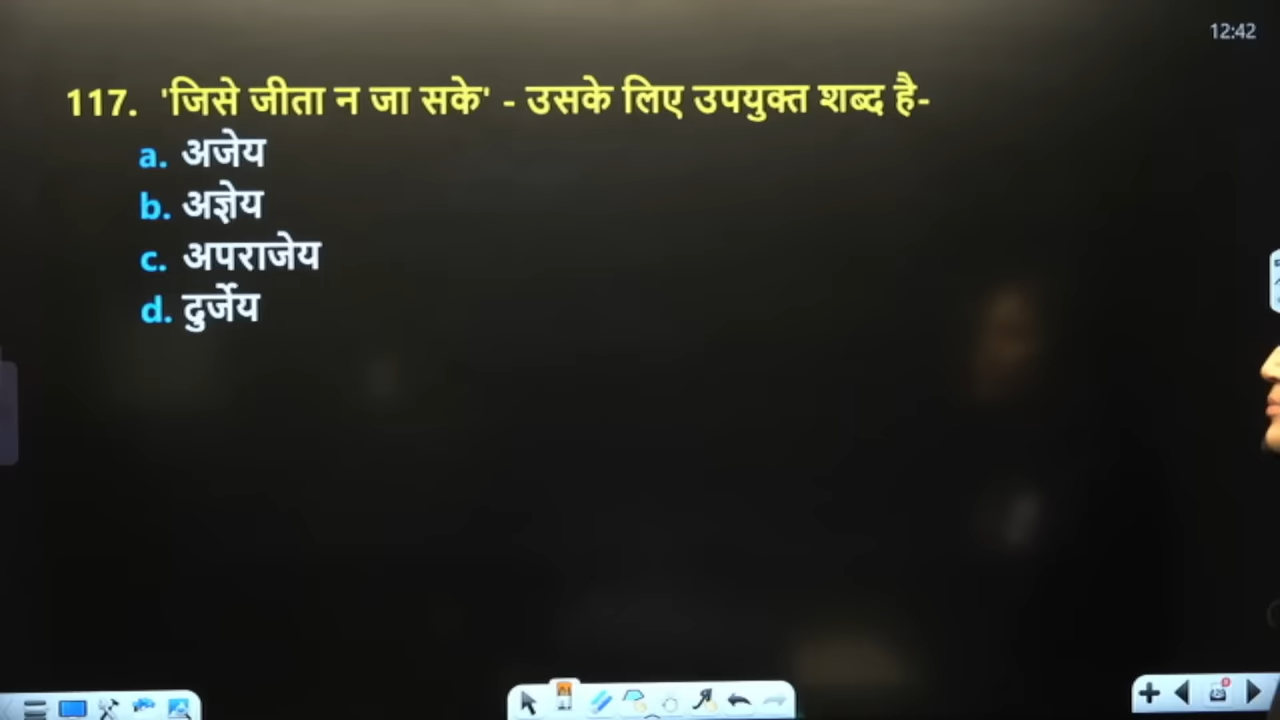 12:42
117. 'जिसे जीता न जा सके' - उसके लिए उपयुक्त शब्द है-
a. अजेय
b. अज्ञेय
c. अपराजेय
d. दुर्जेय